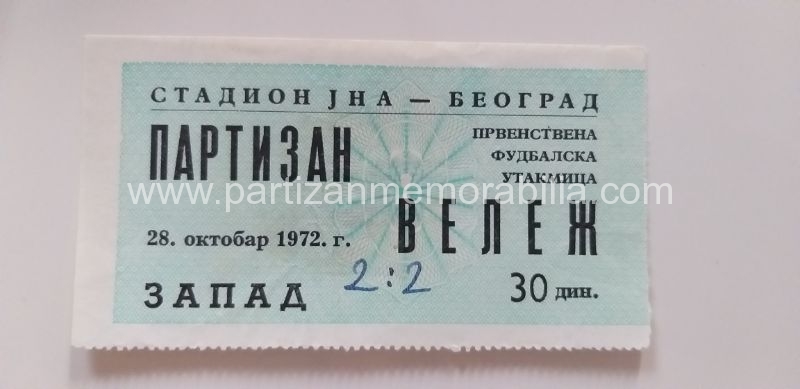 СТАДИОН ЈНА — БЕОГРАД
ПАРТИЗАН
ПРВЕНСТВЕНА
ФУДБАЛСКА
УТАКМИЦА
www.partizanmemorabilia.com
28. октобар 1972. г.
ВЕЛЕЖ
2:2
ЗАПАД
30 дин.